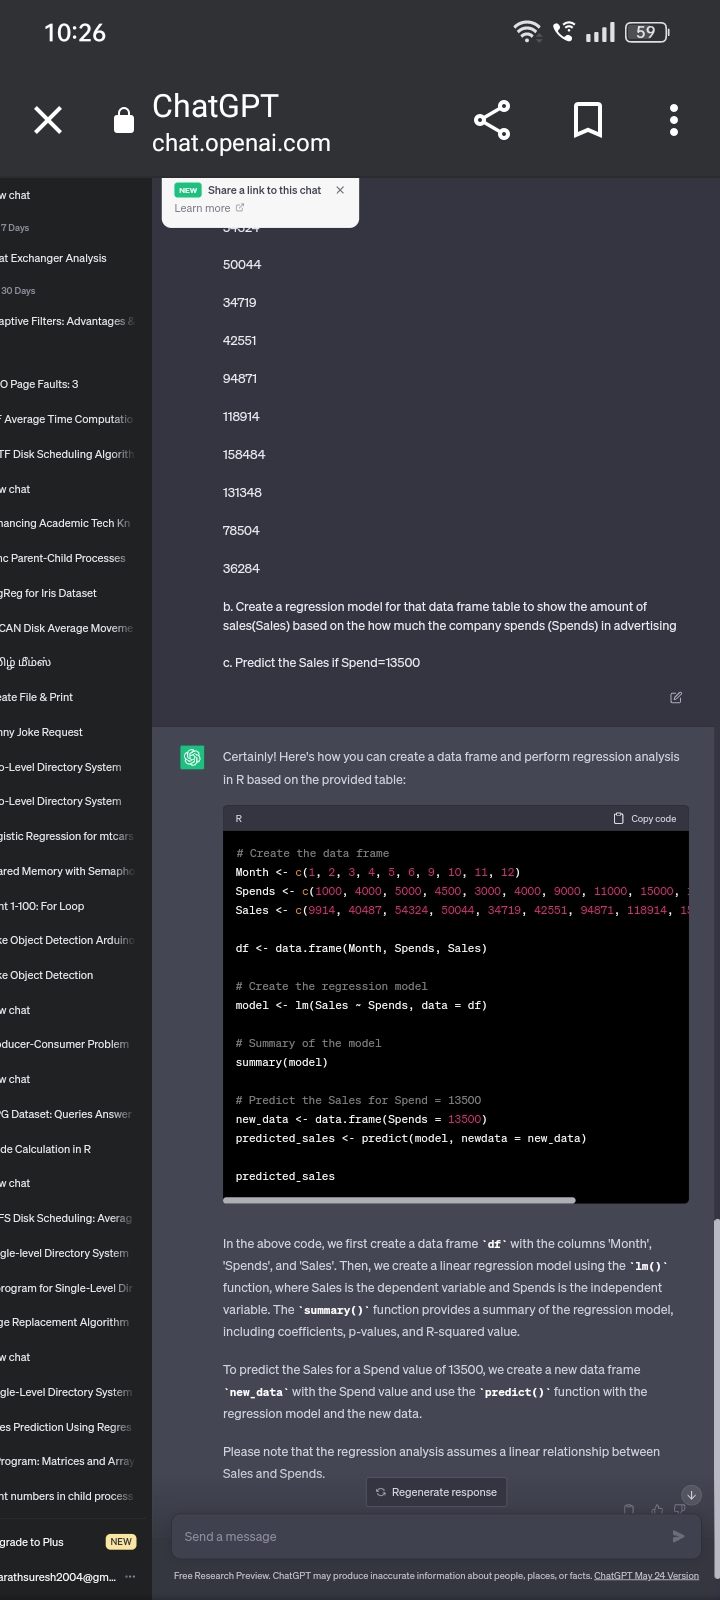 10:26
59
ChatGPT
chat.openai.com
w chat
7 Days
at Exchanger Analysis
30 Days
aptive Filters: Advantages &
O Page Faults: 3
F Average Time Computatio
TF Disk Scheduling Algorith
w chat
hancing Academic Tech Kn
nc Parent-Child Processes
gReg for Iris Dataset
CAN Disk Average Moveme
மிழ் மீம்ஸ்
eate File & Print
nny Joke Request
o-Level Directory System
o-Level Directory System
gistic Regression for mtcars
ared Memory with Semapho
nt 1-100: For Loop
ke Object Detection Arduino
ke Object Detection
w chat
oducer-Consumer Problem
w chat
PG Dataset: Queries Answer
de Calculation in R
w chat
FS Disk Scheduling: Averag
gle-level Directory System
program for Single-Level Dir
ge Replacement Algorithm
w chat
gle-Level Directory System
es Prediction Using Regres
Program: Matrices and Array
nt numbers in child process
grade to Plus NEW
arathsuresh2004@gm... ...
NEW Share a link to this chat
Learn more
54324
50044
34719
42551
94871
118914
158484
131348
78504
36284
b. Create a regression model for that data frame table to show the amount of
sales(Sales) based on the how much the company spends (Spends) in advertising
c. Predict the Sales if Spend=13500
Certainly! Here's how you can create a data frame and perform regression analysis
in R based on the provided table:
R Copy code
# Create the data frame
Month <- c(1, 2, 3, 4, 5, 6, 9, 10, 11, 12)
Spends <- c(1000, 4000, 5000, 4500, 3000, 4000, 9000, 11000, 15000, 1
Sales <- c(9914, 40487, 54324, 50044, 34719, 42551, 94871, 118914, 15
df <- data.frame(Month, Spends, Sales)
# Create the regression model
model <- lm(Sales ~ Spends, data = df)
# Summary of the model
summary(model)
# Predict the Sales for Spend = 13500
new_data <- data.frame(Spends = 13500)
predicted_sales <- predict(model, newdata = new_data)
predicted_sales
In the above code, we first create a data frame `df` with the columns 'Month',
'Spends', and 'Sales'. Then, we create a linear regression model using the `lm()`
function, where Sales is the dependent variable and Spends is the independent
variable. The `summary()` function provides a summary of the regression model,
including coefficients, p-values, and R-squared value.
To predict the Sales for a Spend value of 13500, we create a new data frame
`new_data` with the Spend value and use the `predict()` function with the
regression model and the new data.
Please note that the regression analysis assumes a linear relationship between
Sales and Spends.
Regenerate response
Send a message
Free Research Preview. ChatGPT may produce inaccurate information about people, places, or facts. ChatGPT May 24 Version